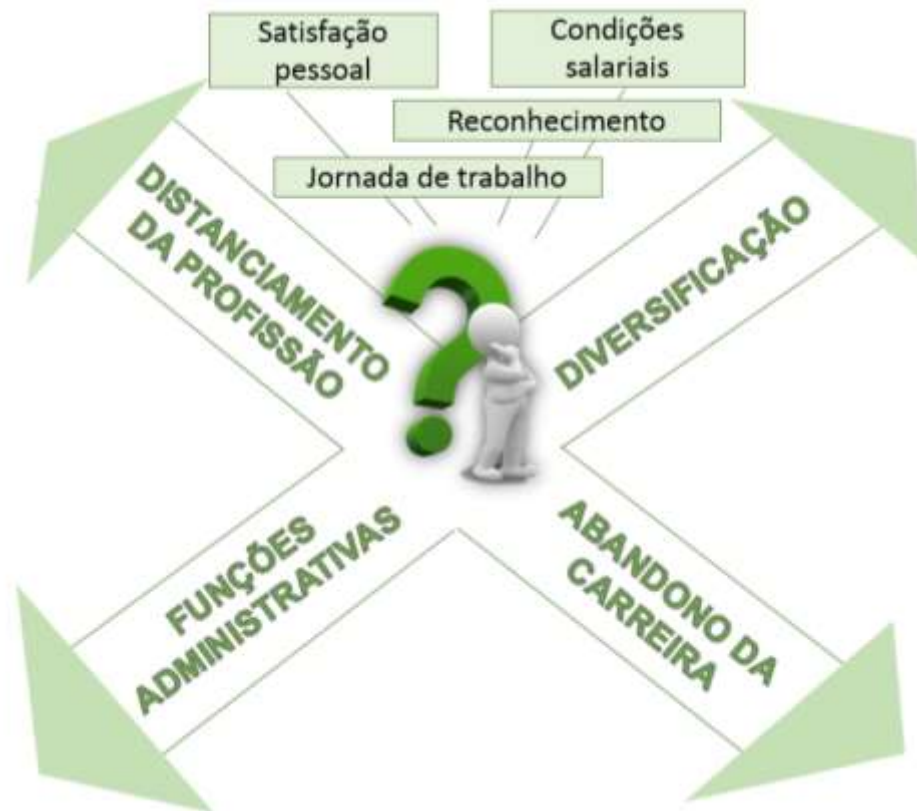 Satisfação
pessoal
Condições
salariais
Reconhecimento
Jornada de trabalho
DISTANCIAMENTO
DA PROFISSÃO
DIVERSIFICAÇÃO
FUNÇÕES
ADMINISTRATIVAS
ABANDONO DA
CARREIRA